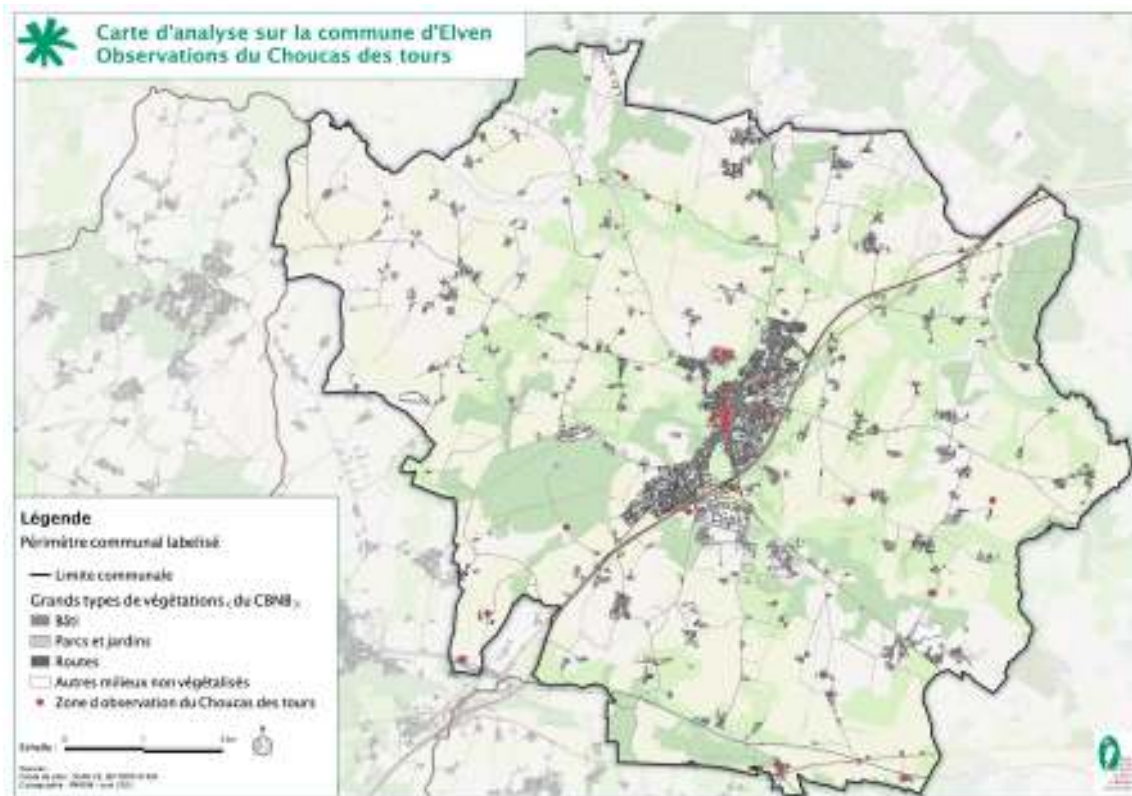 Carte d'analyse sur la commune d'Elven
Observations du Choucas des tours
Légende
Périmètre communal labelisé
Limite communale
Grands types de végétations (du CBNB)
Bâti
Parcs et jardins
Routes
Autres milieux non végétalisés
Zone d'observation du Choucas des tours
Echelle :